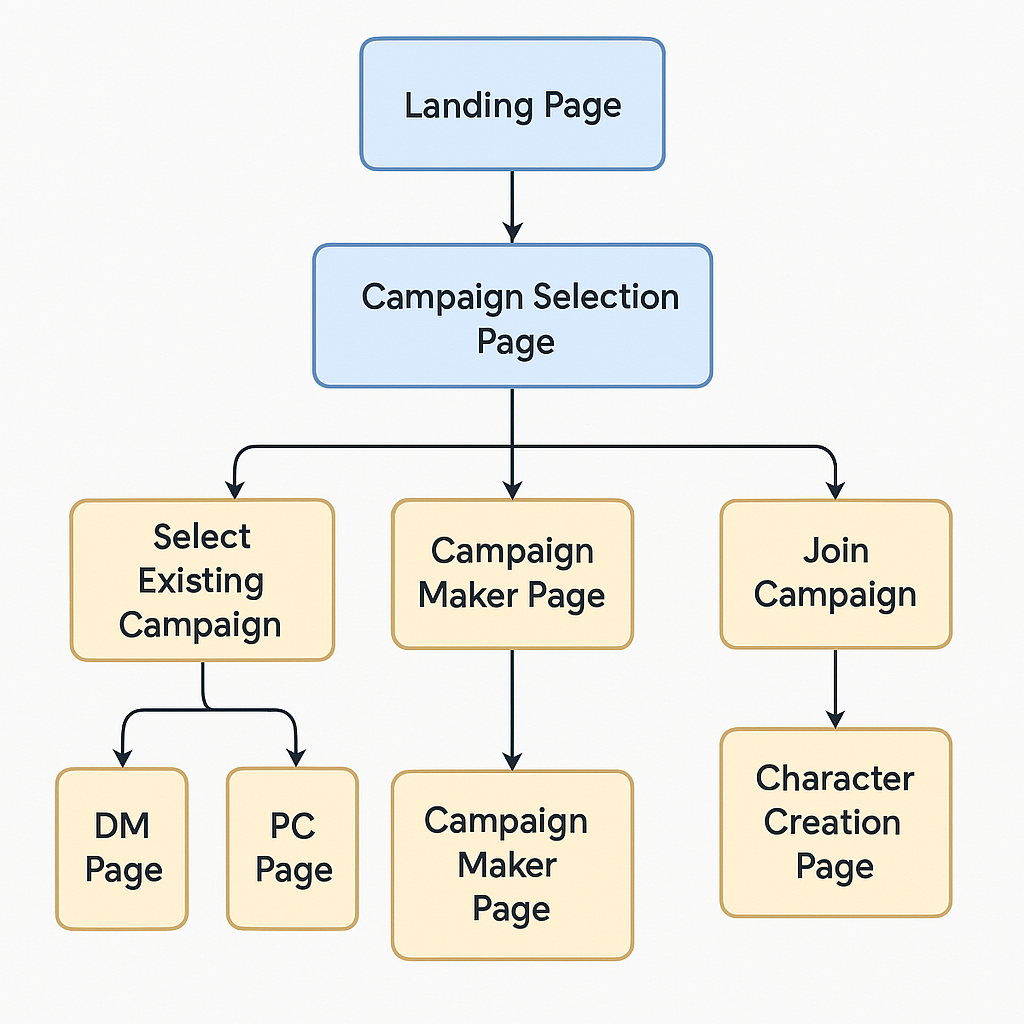 Landing Page
Campaign Selection
Page
Select
Existing
Campaign
Campaign
Maker Page
Join
Campaign
DM
Page
PC
Page
Campaign
Maker
Page
Character
Creation
Page